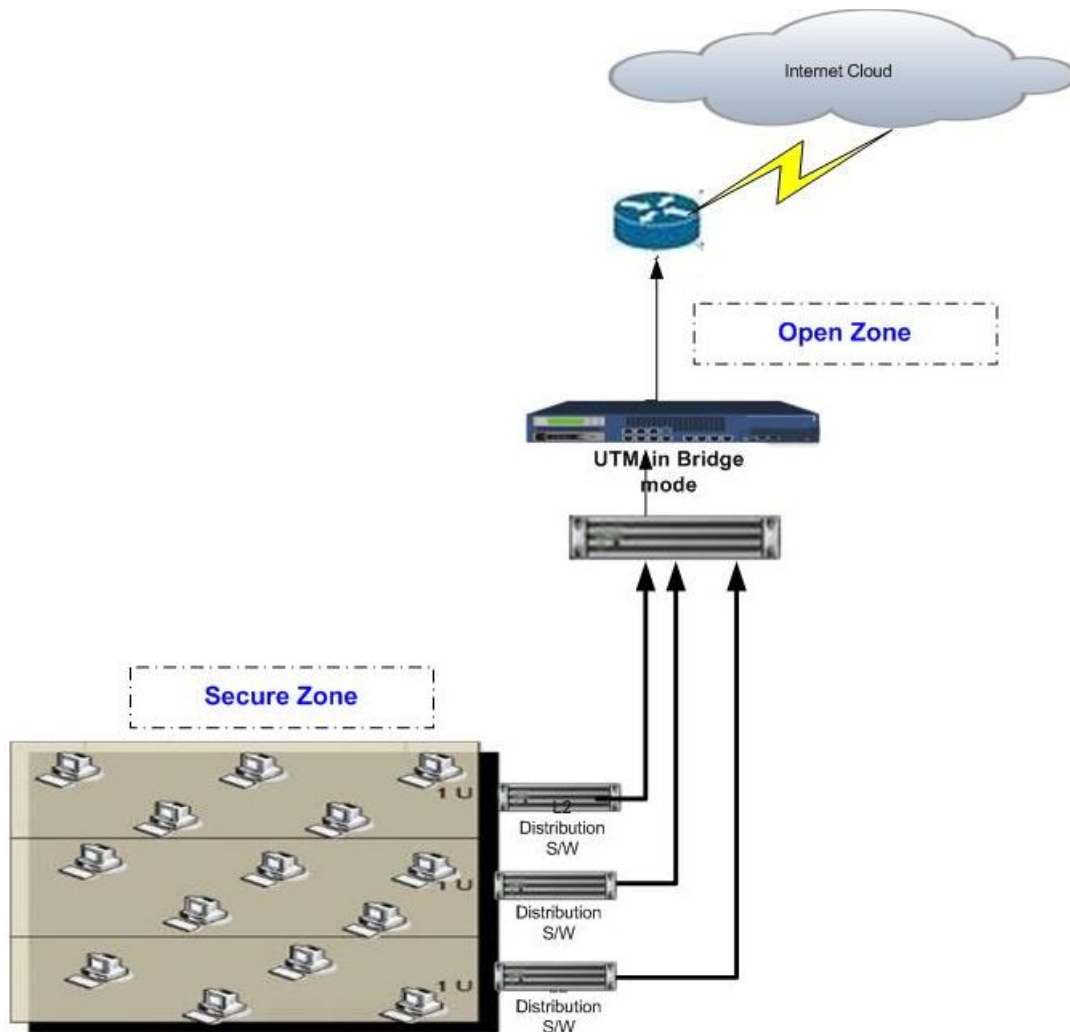 Internet Cloud
Open Zone
UTM in Bridge
mode
Secure Zone
1 U
L2
Distribution
S/W
1 U
Distribution
S/W
1 U
Distribution
S/W